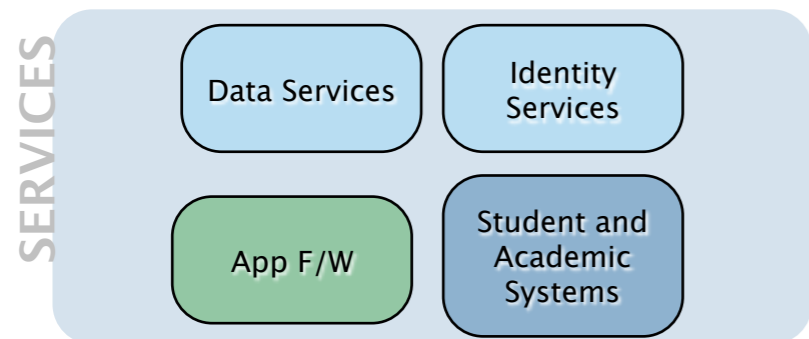 SERVICES
Data Services
Identity
Services
App F/W
Student and
Academic
Systems